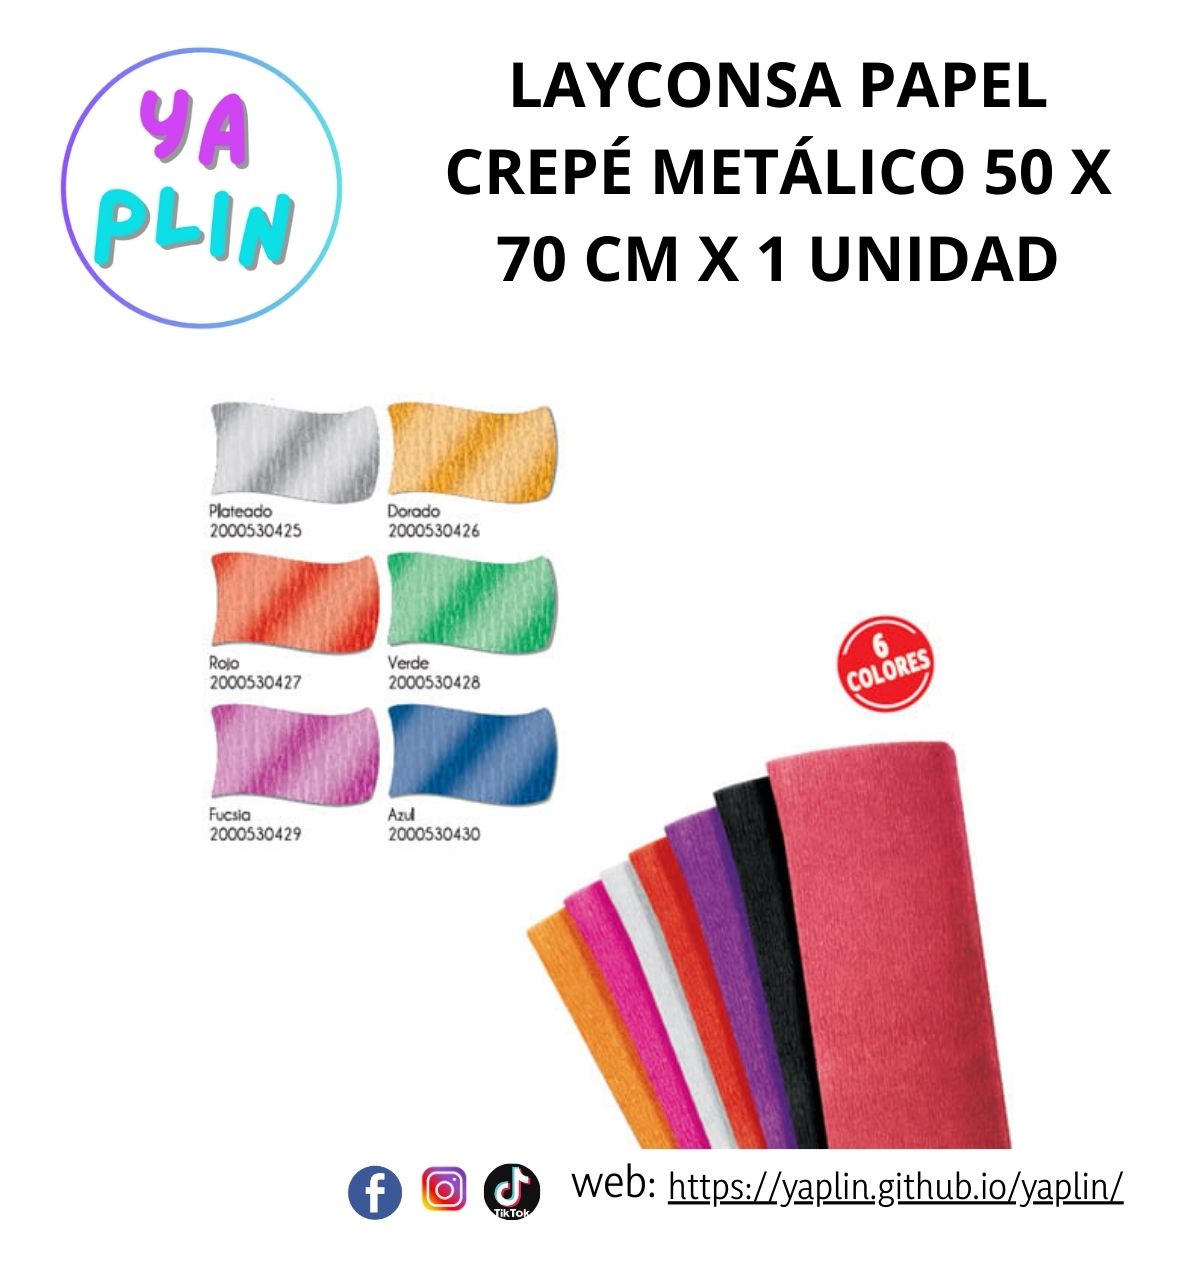 YA
PLIN
LAYCONSA PAPEL
CREPÉ METÁLICO 50 X
70 CM X 1 UNIDAD
Plateado
2000530425
Dorado
2000530426
Rojo
2000530427
Verde
2000530428
Fucsia
2000530429
Azul
2000530430
6
COLORES
TikTok
web: https://yaplin.github.io/yaplin/